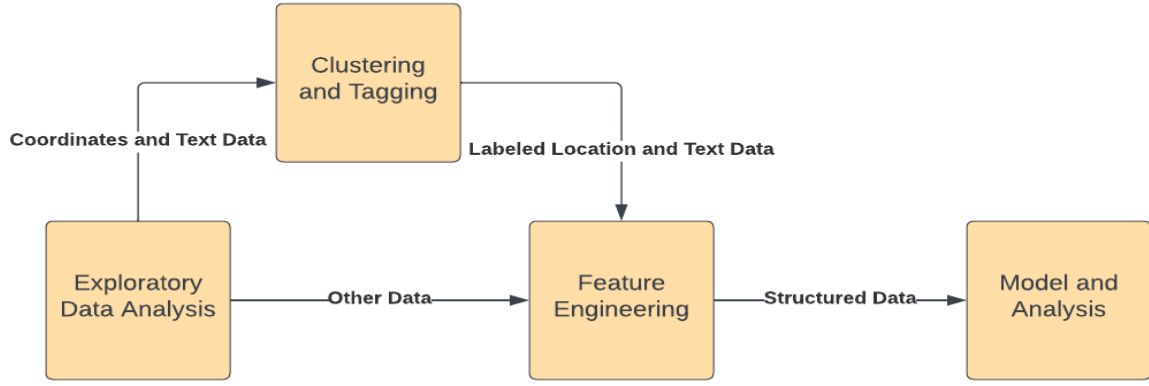 Clustering
and Tagging
Coordinates and Text Data
Labeled Location and Text Data
Exploratory
Data Analysis
Other Data
Feature
Engineering
Structured Data
Model and
Analysis